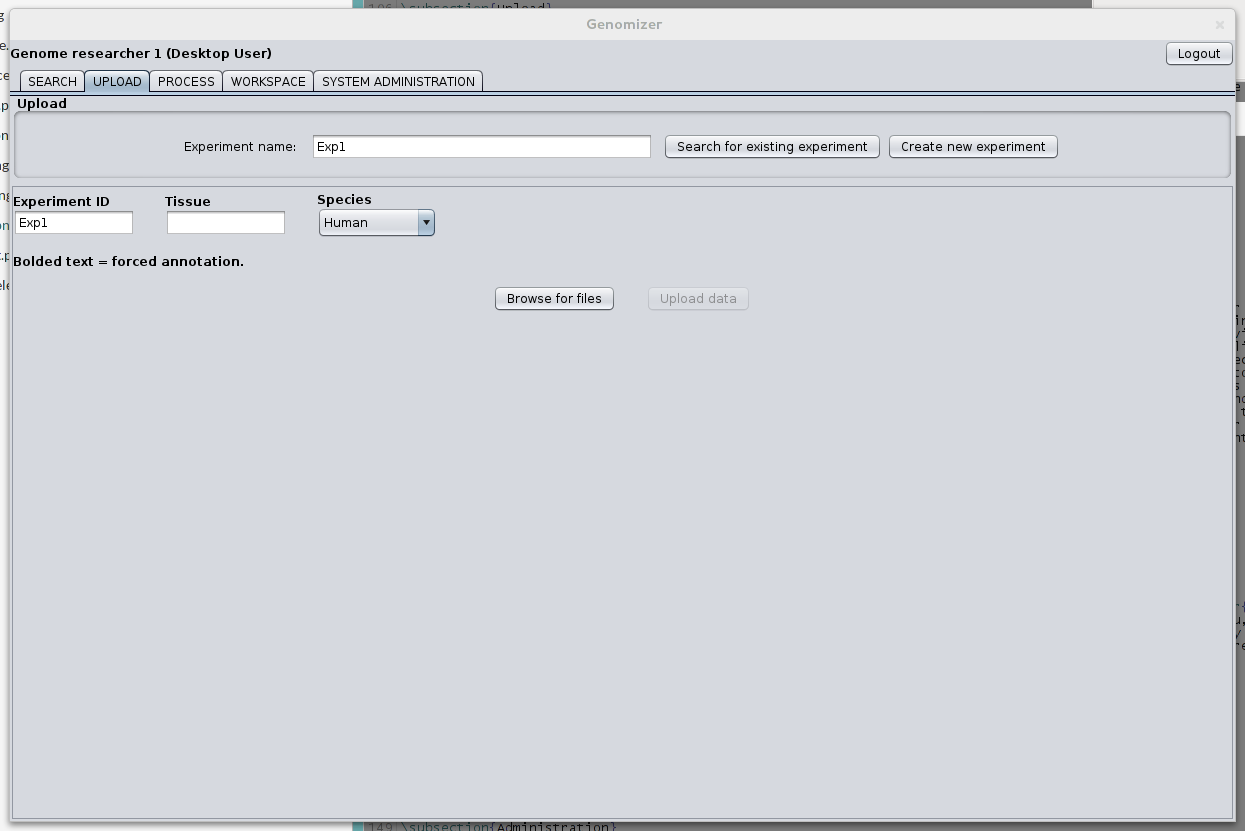 106 \subsection{Upload}
Genomizer
Genome researcher 1 (Desktop User)
Logout
SEARCH UPLOAD PROCESS WORKSPACE SYSTEM ADMINISTRATION
Upload
Experiment name: Exp1 Search for existing experiment Create new experiment
Experiment ID Tissue Species
Exp1 Human
Bolded text = forced annotation.
Browse for files Upload data
149 \subsection{Administration}